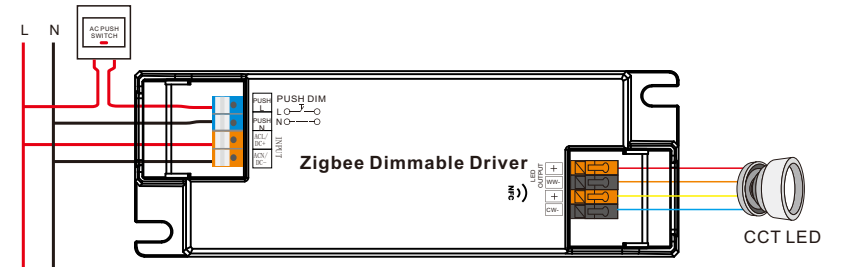 L N
AC PUSH
SWITCH
PUSH
L
PUSH DIM
L
PUSH
N
N
ACL/
DC+
ACN/
DC-
INPUT
Zigbee Dimmable Driver
NFC
LED
OUTPUT
+
WW-
+
CW-
CCT LED